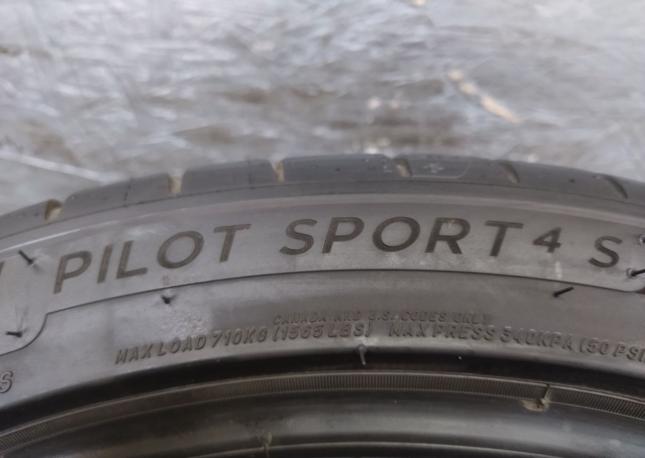 PILOT SPORT 4 S
CANADA AND U.S. CODES ONLY
MAX LOAD 710KG (1565 LBS) MAX PRESS 340KPA (50 PSI
S